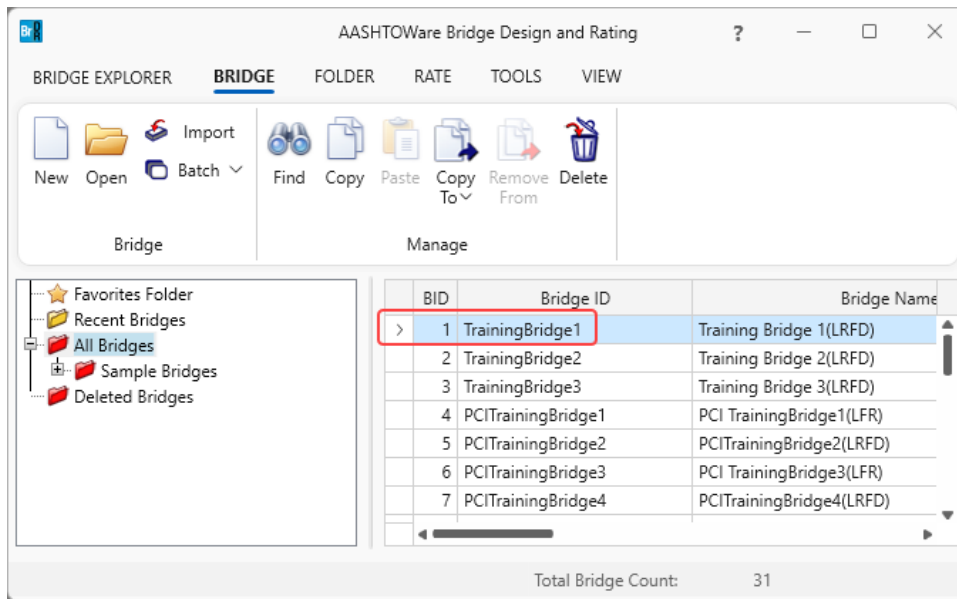 Br DR AASHTOWare Bridge Design and Rating ?
BRIDGE EXPLORER BRIDGE FOLDER RATE TOOLS VIEW
New Open Import Batch Find Copy Paste Copy To Remove From Delete
Bridge Manage
Favorites Folder
Recent Bridges
All Bridges
Sample Bridges
Deleted Bridges
BID Bridge ID Bridge Name
1 TrainingBridge1 Training Bridge 1(LRFD)
2 TrainingBridge2 Training Bridge 2(LRFD)
3 TrainingBridge3 Training Bridge 3(LRFD)
4 PCITrainingBridge1 PCI TrainingBridge1(LFR)
5 PCITrainingBridge2 PCITrainingBridge2(LRFD)
6 PCITrainingBridge3 PCI TrainingBridge3(LFR)
7 PCITrainingBridge4 PCITrainingBridge4(LRFD)
Total Bridge Count: 31